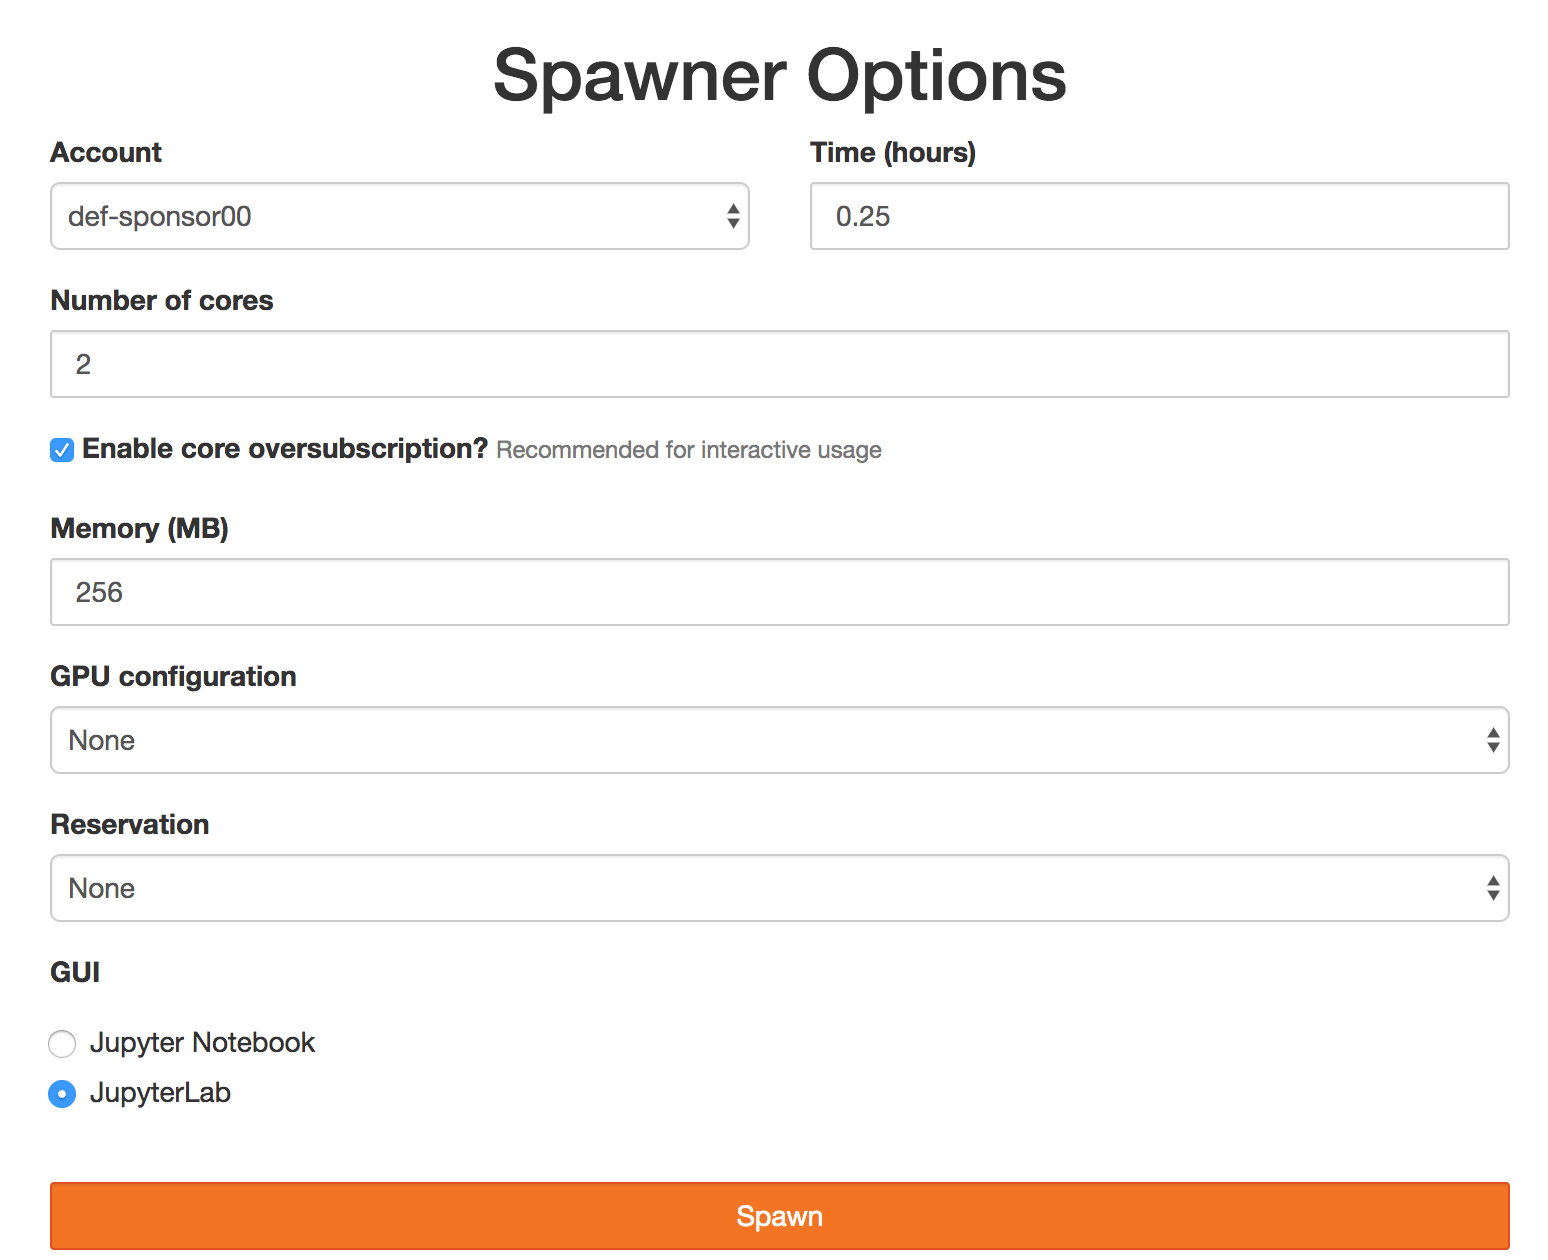 Spawner Options
Account
def-sponsor00
Time (hours)
0.25
Number of cores
2
Enable core oversubscription? Recommended for interactive usage
Memory (MB)
256
GPU configuration
None
Reservation
None
GUI
Jupyter Notebook
JupyterLab
Spawn